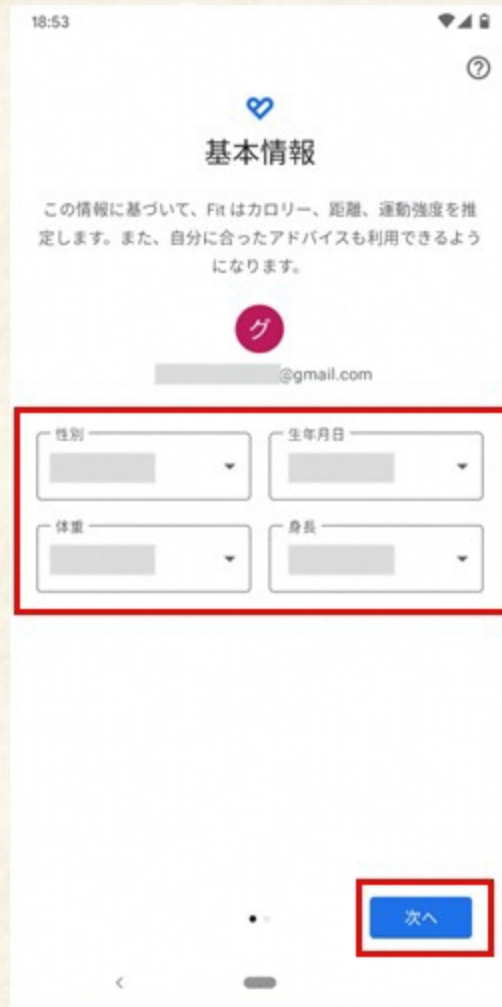 18:53
基本情報
この情報に基づいて、Fit はカロリー、距離、運動強度を推
定します。また、自分に合ったアドバイスも利用できるよう
になります。
グ
@gmail.com
性別
生年月日
体重
身長
次へ